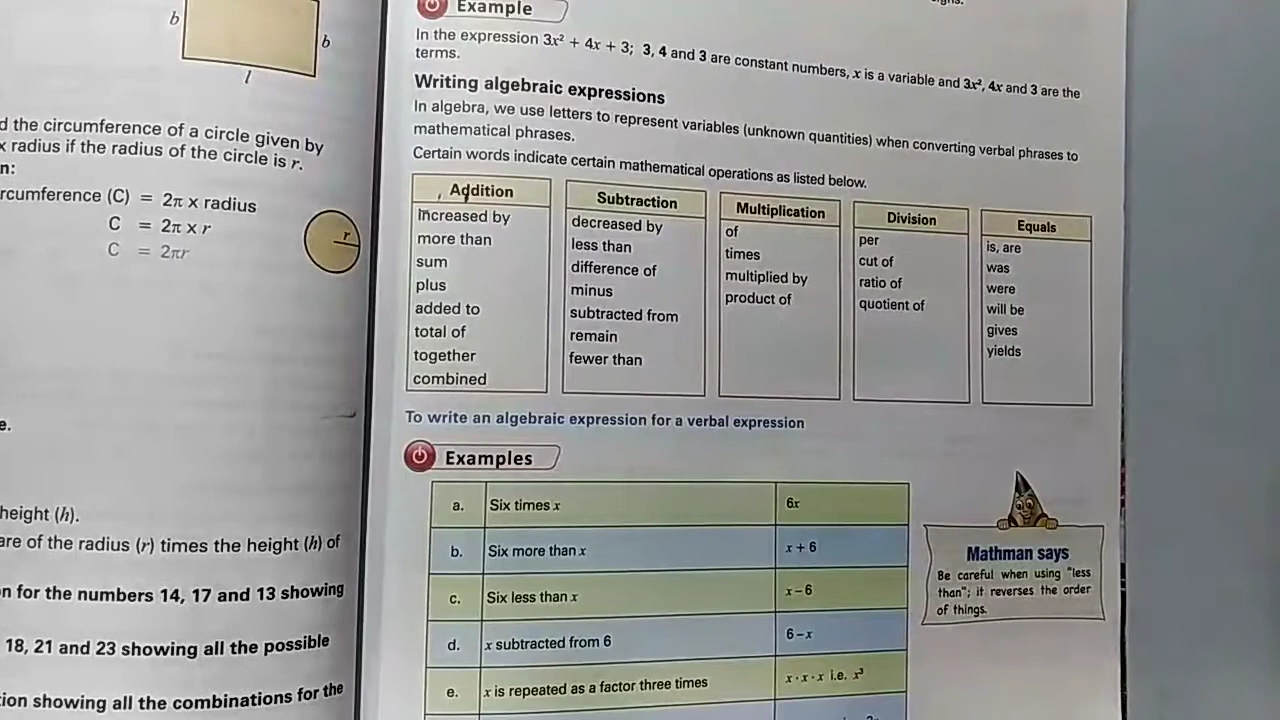 b
b
l
d the circumference of a circle given by
x radius if the radius of the circle is r.
n:
rcumference (C) = 2π x radius
C = 2π x r
C = 2πr
r
e.
height (h).
are of the radius (r) times the height (h) of
n for the numbers 14, 17 and 13 showing
18, 21 and 23 showing all the possible
ion showing all the combinations for the
Example
In the expression 3x² + 4x + 3; 3, 4 and 3 are constant numbers, x is a variable and 3x², 4x and 3 are the
terms.
Writing algebraic expressions
In algebra, we use letters to represent variables (unknown quantities) when converting verbal phrases to
mathematical phrases.
Certain words indicate certain mathematical operations as listed below.
Addition
increased by
more than
sum
plus
added to
total of
together
combined
Subtraction
decreased by
less than
difference of
minus
subtracted from
remain
fewer than
Multiplication
of
times
multiplied by
product of
Division
per
cut of
ratio of
quotient of
Equals
is, are
was
were
will be
gives
yields
To write an algebraic expression for a verbal expression
Examples
a. Six times x 6x
b. Six more than x x + 6
c. Six less than x x – 6
d. x subtracted from 6 6 – x
e. x is repeated as a factor three times x · x · x i.e. x³
Mathman says
Be careful when using "less
than"; it reverses the order
of things.